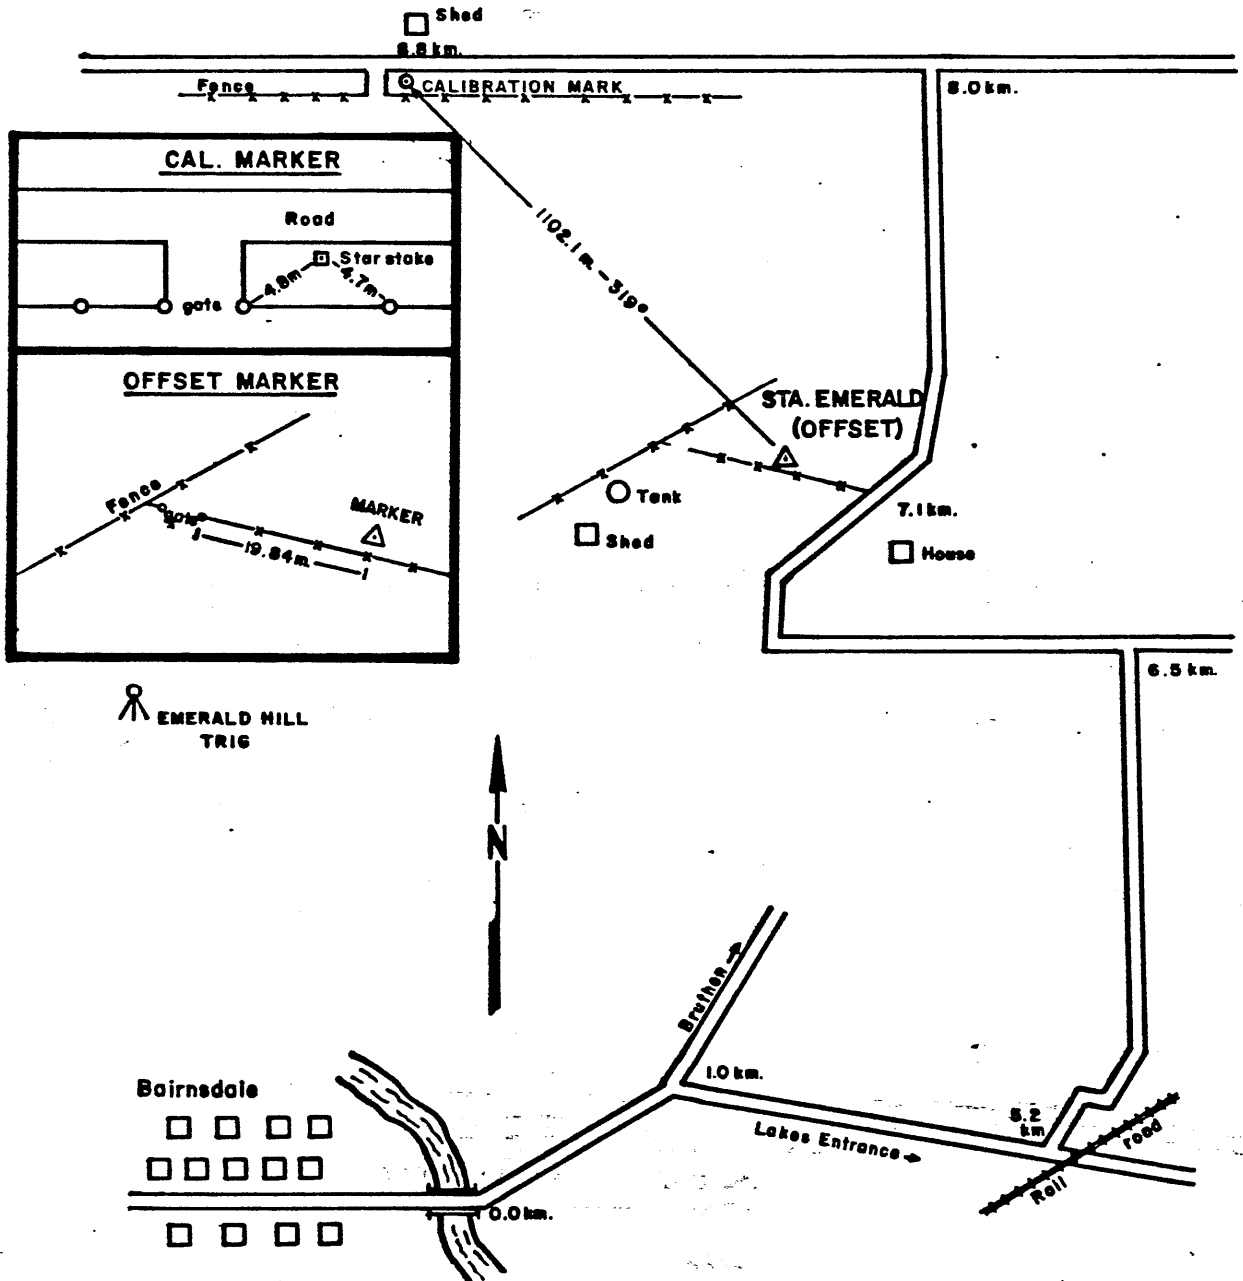 Shed
8.8 km.
Fence
CALIBRATION MARK
8.0 km.
CAL. MARKER
Road
Star stake
4.8m
4.7m
gate
1102.1 m. - 319°
OFFSET MARKER
Fence
gate
MARKER
19.84 m.
STA. EMERALD
(OFFSET)
Tank
Shed
7.1 km.
House
6.5 km.
EMERALD HILL
TRIG
N
Bruthen
1.0 km.
Bairnsdale
5.2
km
Lakes Entrance
Rail road
0.0 km.